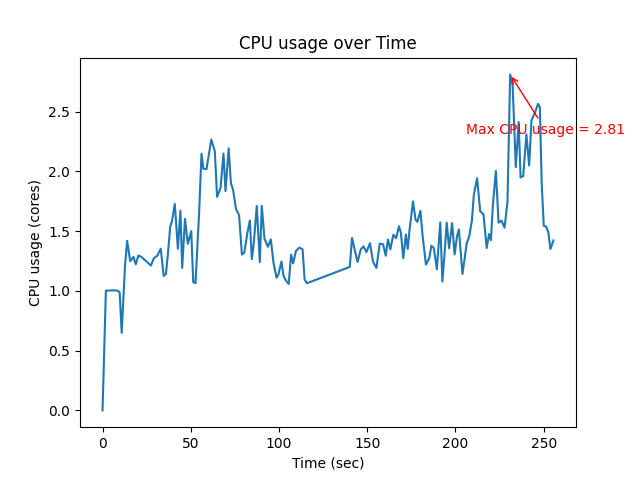 CPU usage over Time
CPU usage (cores)
2.5
2.0
1.5
1.0
0.5
0.0
Max CPU usage = 2.81
0 50 100 150 200 250
Time (sec)